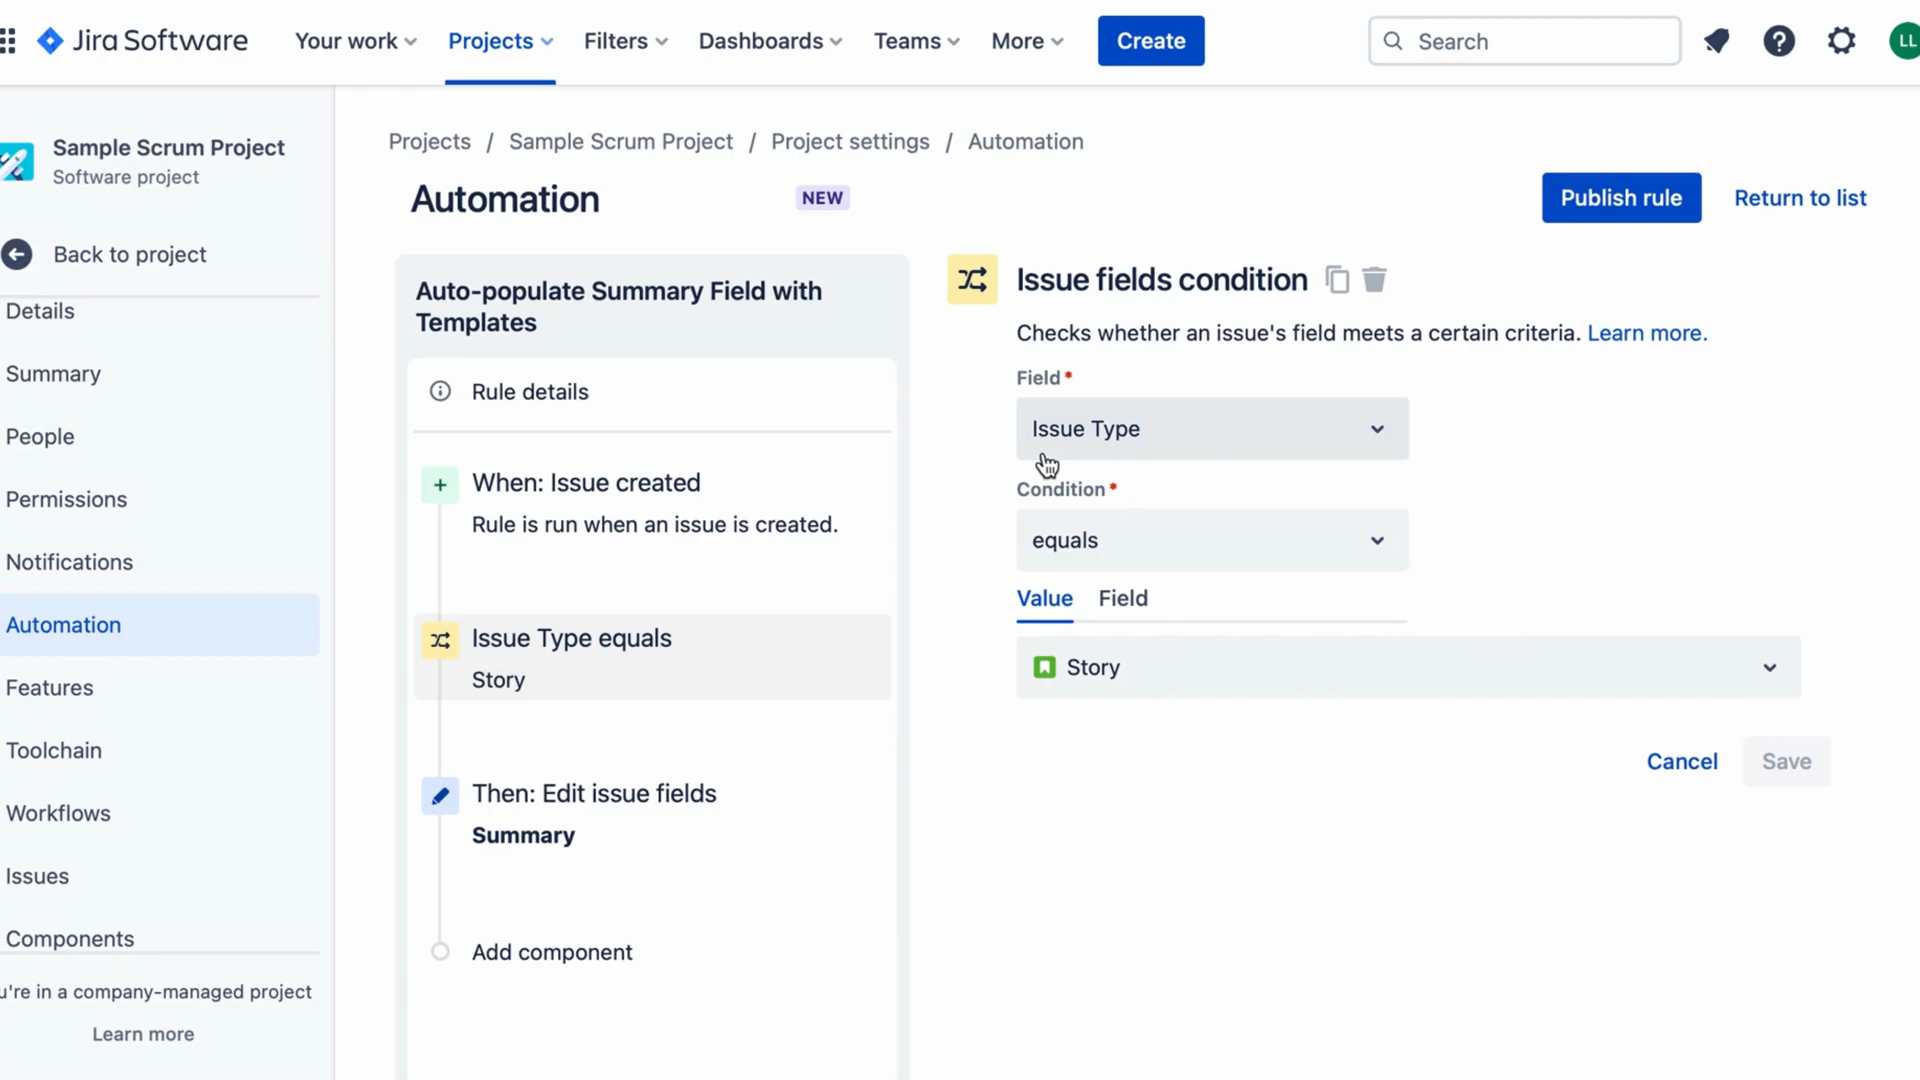 Jira Software
Your work
Projects
Filters
Dashboards
Teams
More
Create
Search
LL
Sample Scrum Project
Software project
Back to project
Details
Summary
People
Permissions
Notifications
Automation
Features
Toolchain
Workflows
Issues
Components
u're in a company-managed project
Learn more
Projects / Sample Scrum Project / Project settings / Automation
Automation
NEW
Publish rule
Return to list
Auto-populate Summary Field with
Templates
Rule details
When: Issue created
Rule is run when an issue is created.
Issue Type equals
Story
Then: Edit issue fields
Summary
Add component
Issue fields condition
Checks whether an issue's field meets a certain criteria. Learn more.
Field *
Issue Type
Condition *
equals
Value
Field
Story
Cancel
Save